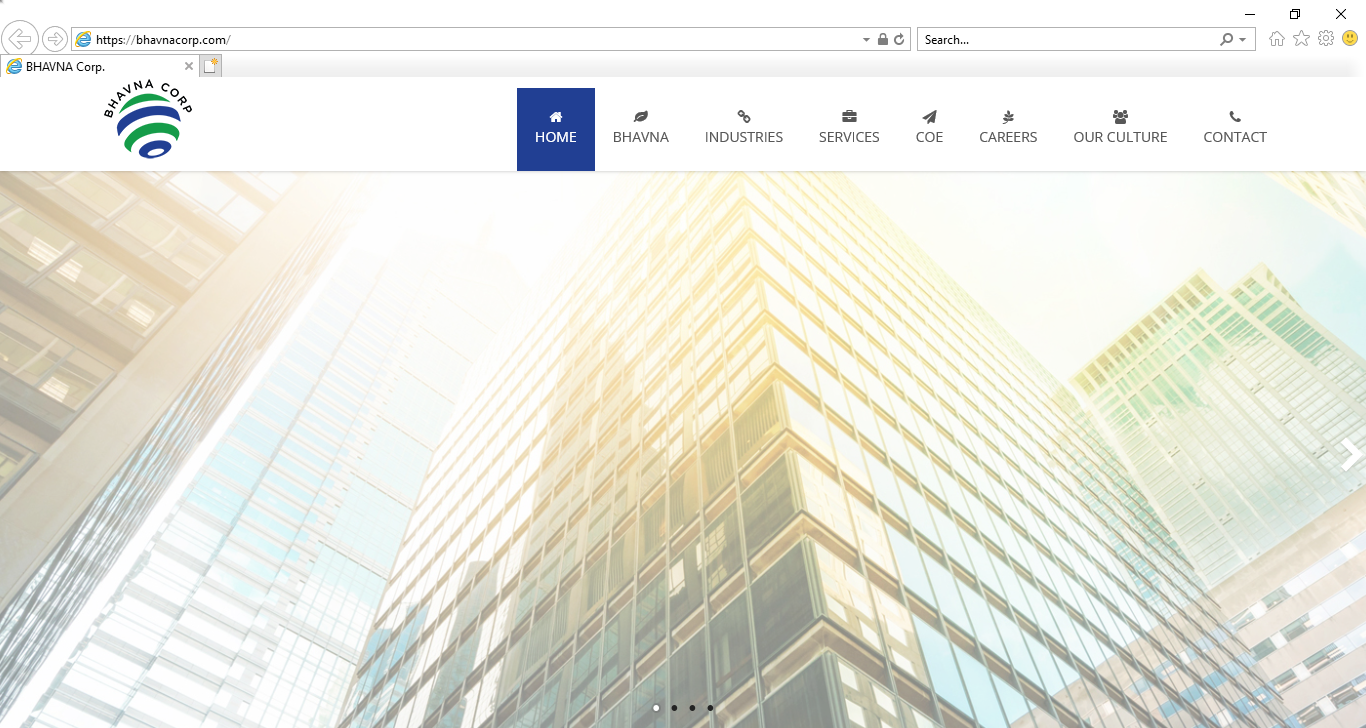 https://bhavnacorp.com/
Search...
BHAVNA Corp.
BHAVNA CORP
HOME
BHAVNA
INDUSTRIES
SERVICES
COE
CAREERS
OUR CULTURE
CONTACT